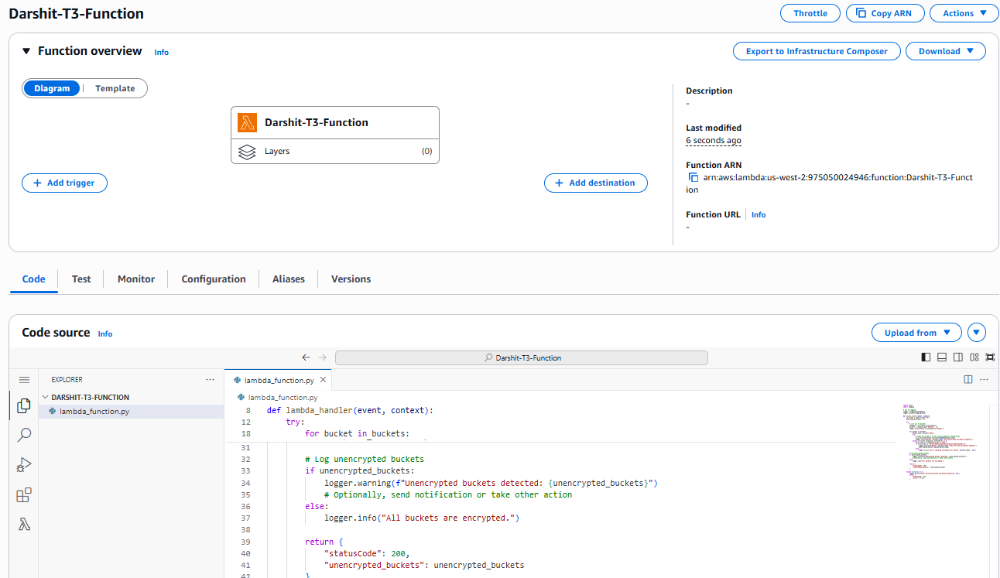 Darshit-T3-Function
Throttle
Copy ARN
Actions
Function overview
Info
Export to Infrastructure Composer
Download
Diagram
Template
Darshit-T3-Function
Layers
(0)
Add trigger
Add destination
Description
-
Last modified
6 seconds ago
Function ARN
arn:aws:lambda:us-west-2:975050024946:function:Darshit-T3-Funct
ion
Function URL
Info
-
Code
Test
Monitor
Configuration
Aliases
Versions
Code source
Info
Upload from
Darshit-T3-Function
EXPLORER
DARSHIT-T3-FUNCTION
lambda_function.py
lambda_function.py
lambda_function.py
8 def lambda_handler(event, context):
12 try:
18 for bucket in buckets:
31
32 # Log unencrypted buckets
33 if unencrypted_buckets:
34 logger.warning(f"Unencrypted buckets detected: {unencrypted_buckets}")
35 # Optionally, send notification or take other action
36 else:
37 logger.info("All buckets are encrypted.")
38
39 return {
40 "statusCode": 200,
41 "unencrypted_buckets": unencrypted_buckets
42 }